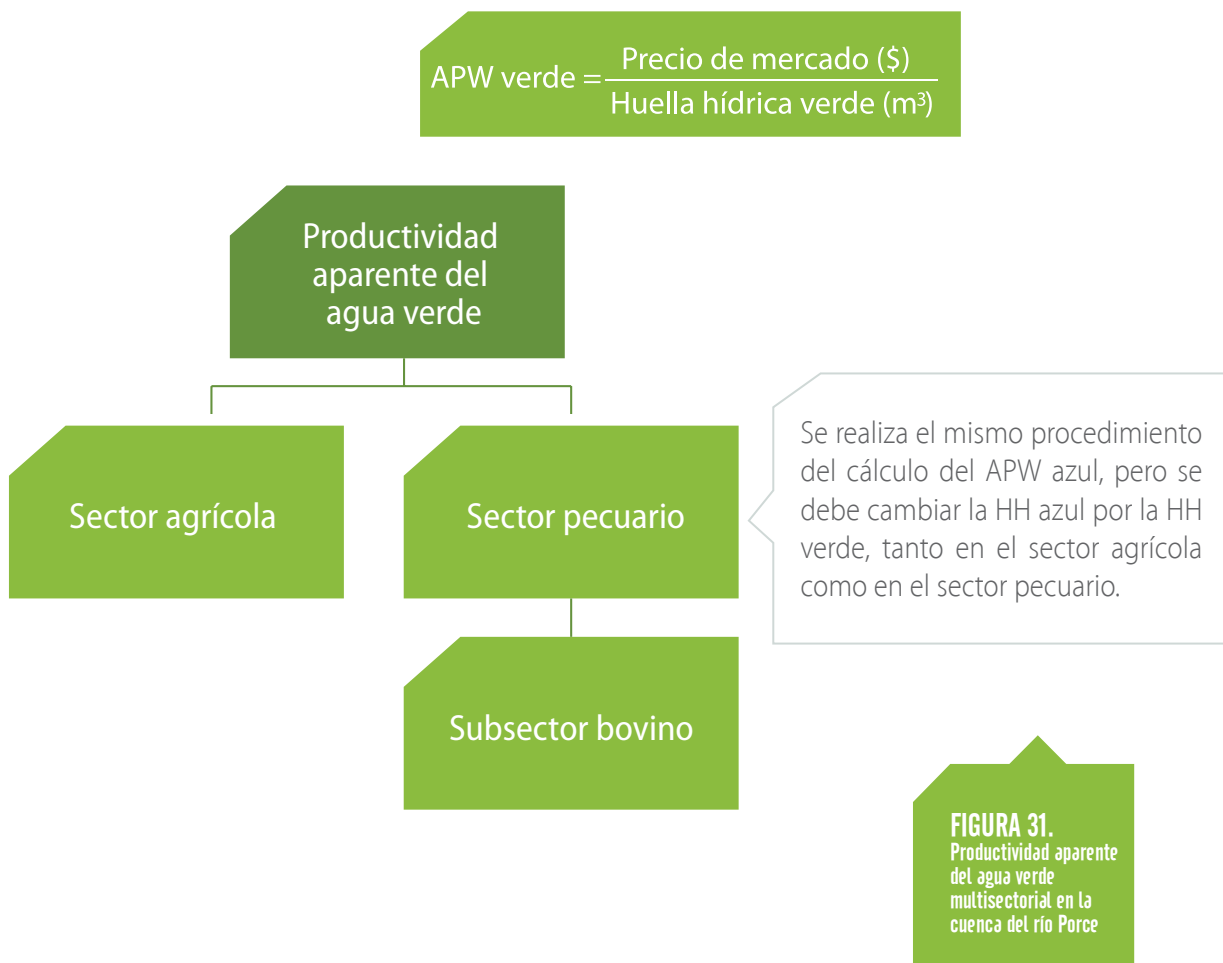 APW verde = Precio de mercado ($)
Huella hídrica verde (m³)
Productividad
aparente del
agua verde
Sector agrícola
Sector pecuario
Se realiza el mismo procedimiento
del cálculo del APW azul, pero se
debe cambiar la HH azul por la HH
verde, tanto en el sector agrícola
como en el sector pecuario.
Subsector bovino
FIGURA 31.
Productividad aparente
del agua verde
multisectorial en la
cuenca del río Porce